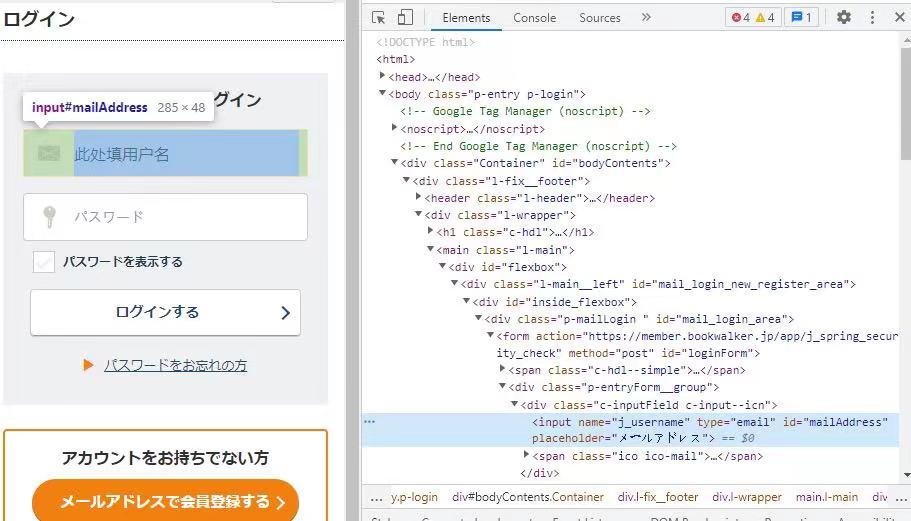 ログイン
グイン
input#mailAddress 285 × 48
此处填用户名
パスワード
パスワードを表示する
ログインする
パスワードをお忘れの方
アカウントをお持ちでない方
メールアドレスで会員登録する
Elements Console Sources » 4 4 1
<!DOCTYPE html>
<html>
<head>…</head>
<body class="p-entry p-login">
<!-- Google Tag Manager (noscript) -->
<noscript>…</noscript>
<!-- End Google Tag Manager (noscript) -->
<div class="Container" id="bodyContents">
<div class="l-fix__footer">
<header class="l-header">…</header>
<div class="l-wrapper">
<h1 class="c-hdl">…</h1>
<main class="l-main">
<div id="flexbox">
<div class="l-main__left" id="mail_login_new_register_area">
<div id="inside_flexbox">
<div class="p-mailLogin " id="mail_login_area">
<form action="https://member.bookwalker.jp/app/j_spring_secur
ity_check" method="post" id="loginForm">
<span class="c-hdl--simple">…</span>
<div class="p-entryForm__group">
<div class="c-inputField c-input--icn">
<input name="j_username" type="email" id="mailAddress"
placeholder="メールアドレス"> == $0
<span class="ico ico-mail">…</span>
</div>
… y.p-login div#bodyContents.Container div.l-fix__footer div.l-wrapper main.l-main div …